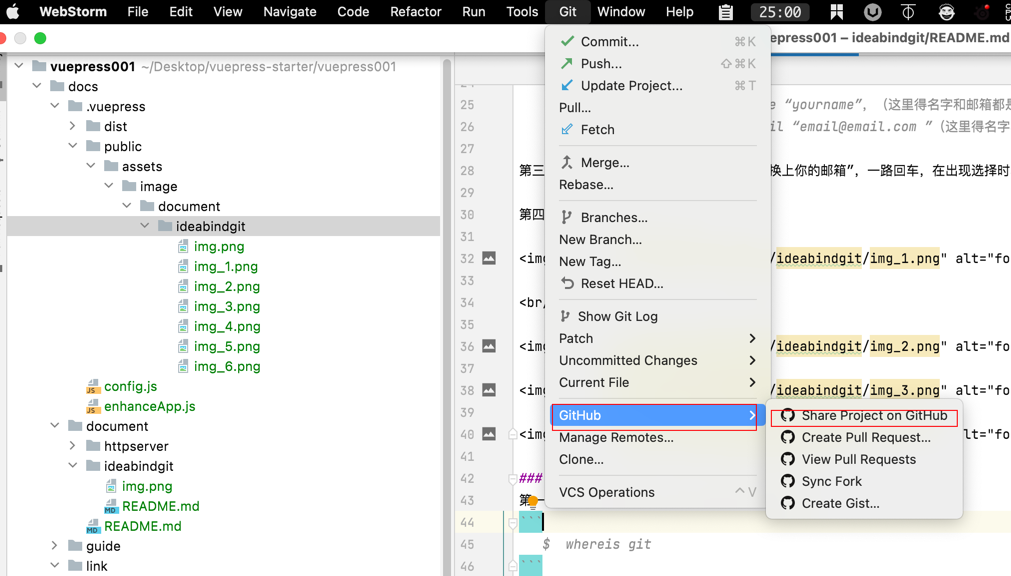 WebStorm File Edit View Navigate Code Refactor Run Tools Git Window Help 25:00
epress001 – ideabindgit/README.md
vuepress001 ~/Desktop/vuepress-starter/vuepress001
docs
.vuepress
dist
public
assets
image
document
ideabindgit
img.png
img_1.png
img_2.png
img_3.png
img_4.png
img_5.png
img_6.png
config.js
enhanceApp.js
document
httpserver
ideabindgit
img.png
README.md
README.md
guide
link
Commit... ⌘K
Push... ⇧⌘K
Update Project... ⌘T
Pull...
Fetch
Merge...
Rebase...
Branches...
New Branch...
New Tag...
Reset HEAD...
Show Git Log
Patch
Uncommitted Changes
Current File
GitHub
Manage Remotes...
Clone...
VCS Operations ^V
Share Project on GitHub
Create Pull Request...
View Pull Requests
Sync Fork
Create Gist...
25 e “yourname”，（这里得名字和邮箱都是
26 il “email@email.com ”（这里得名字
27
28 第三 换上你的邮箱”，一路回车，在出现选择时
29
30 第四
31
32 <im /ideabindgit/img_1.png" alt="fo
33
34 <br/
35
36 <im /ideabindgit/img_2.png" alt="fo
37
38 <im /ideabindgit/img_3.png" alt="fo
39
40 <im alt="fo
41
42 ###
43 第一
44 ```
45 $ whereis git
46 ```